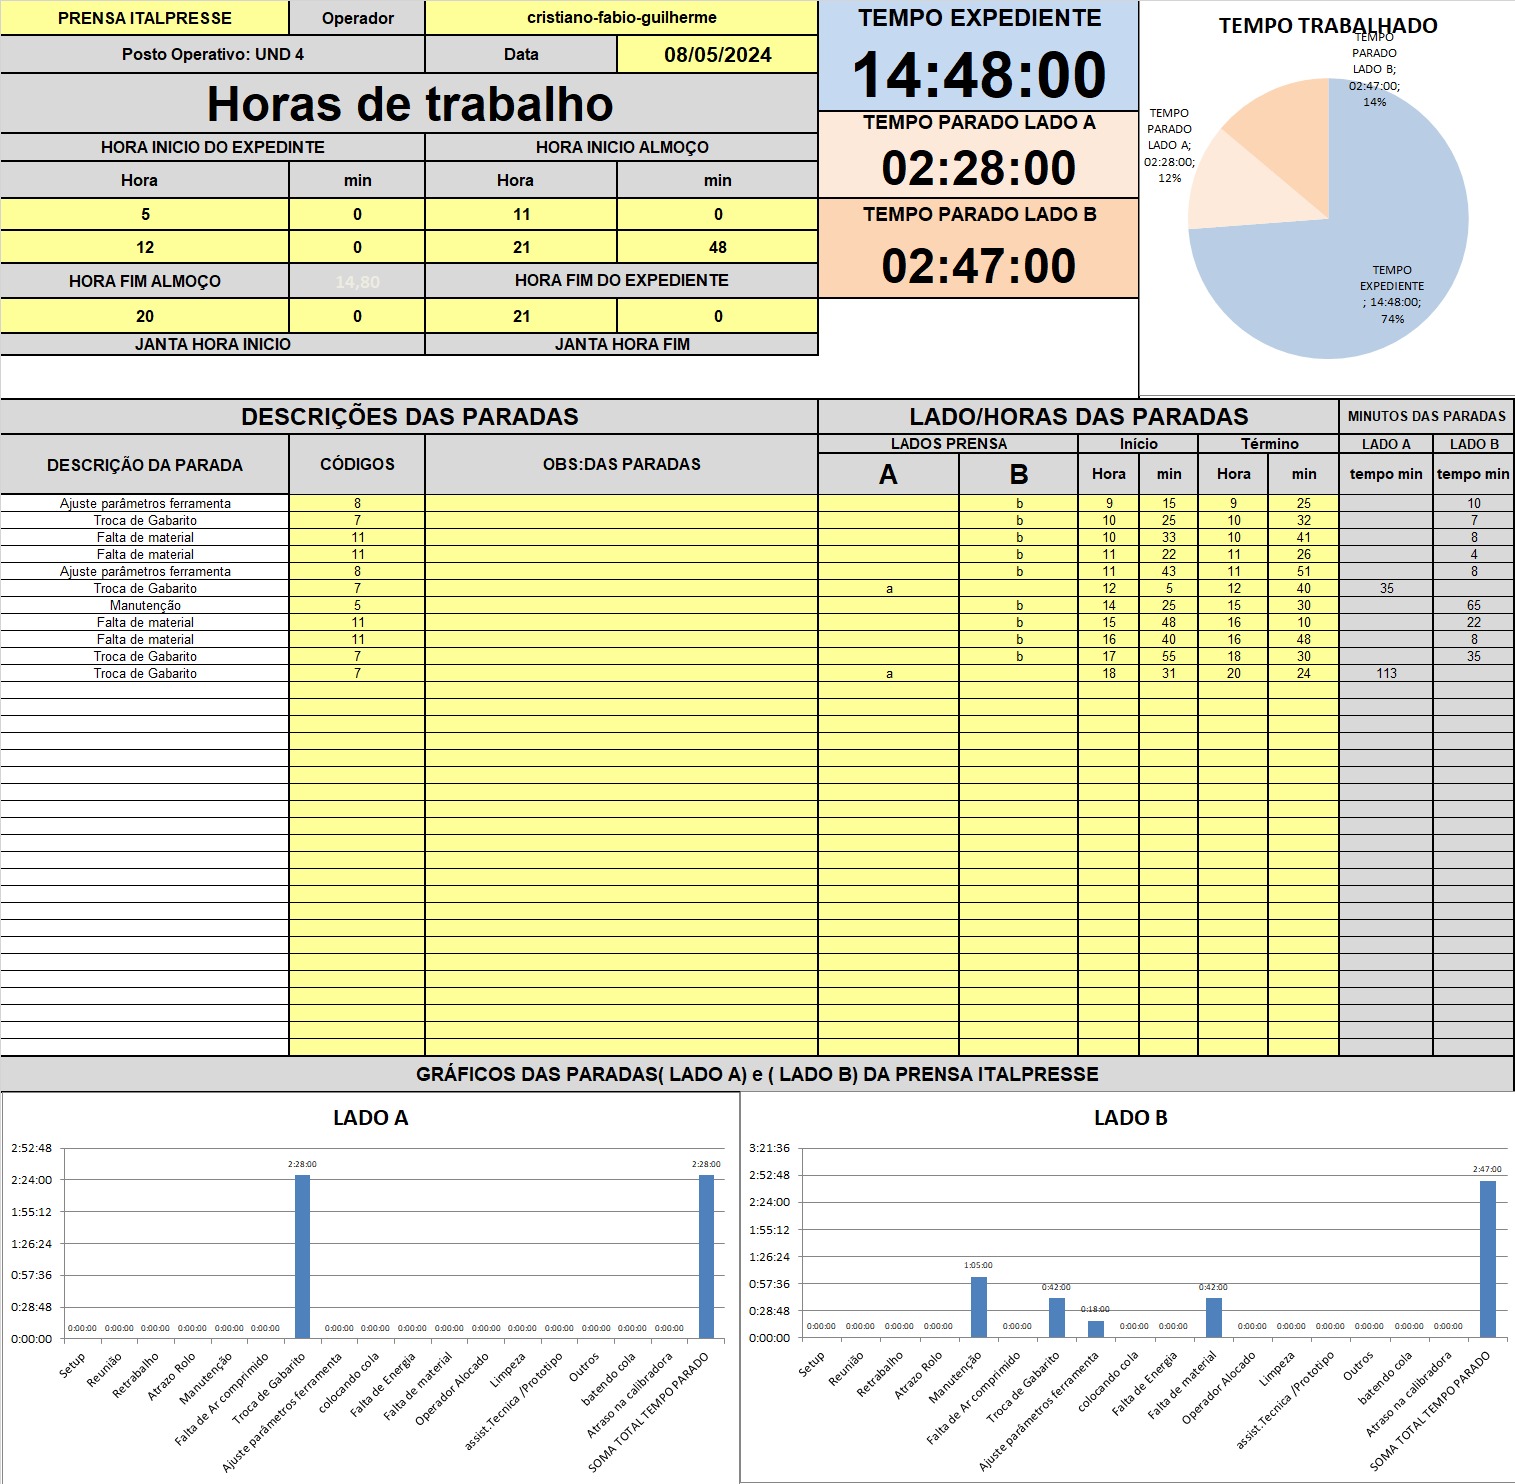 PRENSA ITALPRESSE Operador cristiano-fabio-guilherme
Posto Operativo: UND 4 Data 08/05/2024
Horas de trabalho
HORA INICIO DO EXPEDINTE HORA INICIO ALMOÇO
Hora min Hora min
5 0 11 0
12 0 21 48
HORA FIM ALMOÇO 14,80 HORA FIM DO EXPEDIENTE
20 0 21 0
JANTA HORA INICIO JANTA HORA FIM
TEMPO EXPEDIENTE
14:48:00
TEMPO PARADO LADO A
02:28:00
TEMPO PARADO LADO B
02:47:00
TEMPO TRABALHADO
TEMPO
PARADO
LADO B;
02:47:00;
14%
TEMPO
PARADO
LADO A;
02:28:00;
12%
TEMPO
EXPEDIENTE
; 14:48:00;
74%
DESCRIÇÕES DAS PARADAS LADO/HORAS DAS PARADAS MINUTOS DAS PARADAS
LADOS PRENSA Início Término LADO A LADO B
DESCRIÇÃO DA PARADA CÓDIGOS OBS:DAS PARADAS A B Hora min Hora min tempo min tempo min
Ajuste parâmetros ferramenta 8 b 9 15 9 25 10
Troca de Gabarito 7 b 10 25 10 32 7
Falta de material 11 b 10 33 10 41 8
Falta de material 11 b 11 22 11 26 4
Ajuste parâmetros ferramenta 8 b 11 43 11 51 8
Troca de Gabarito 7 a 12 5 12 40 35
Manutenção 5 b 14 25 15 30 65
Falta de material 11 b 15 48 16 10 22
Falta de material 11 b 16 40 16 48 8
Troca de Gabarito 7 b 17 55 18 30 35
Troca de Gabarito 7 a 18 31 20 24 113
GRÁFICOS DAS PARADAS( LADO A) e ( LADO B) DA PRENSA ITALPRESSE
LADO A
2:52:48
2:24:00
1:55:12
1:26:24
0:57:36
0:28:48
0:00:00
0:00:00 0:00:00 0:00:00 0:00:00 0:00:00 0:00:00 2:28:00 0:00:00 0:00:00 0:00:00 0:00:00 0:00:00 0:00:00 0:00:00 0:00:00 0:00:00 0:00:00 2:28:00
Setup
Reunião
Retrabalho
Atrazo Rolo
Manutenção
Falta de Ar comprimido
Troca de Gabarito
Ajuste parâmetros ferramenta
colocando cola
Falta de Energia
Falta de material
Operador Alocado
Limpeza
assist.Tecnica /Prototipo
Outros
batendo cola
Atraso na calibradora
SOMA TOTAL TEMPO PARADO
LADO B
3:21:36
2:52:48
2:24:00
1:55:12
1:26:24
0:57:36
0:28:48
0:00:00
0:00:00 0:00:00 0:00:00 0:00:00 1:05:00 0:00:00 0:42:00 0:18:00 0:00:00 0:00:00 0:42:00 0:00:00 0:00:00 0:00:00 0:00:00 0:00:00 0:00:00 2:47:00
Setup
Reunião
Retrabalho
Atrazo Rolo
Manutenção
Falta de Ar comprimido
Troca de Gabarito
Ajuste parâmetros ferramenta
colocando cola
Falta de Energia
Falta de material
Operador Alocado
Limpeza
assist.Tecnica /Prototipo
Outros
batendo cola
Atraso na calibradora
SOMA TOTAL TEMPO PARADO